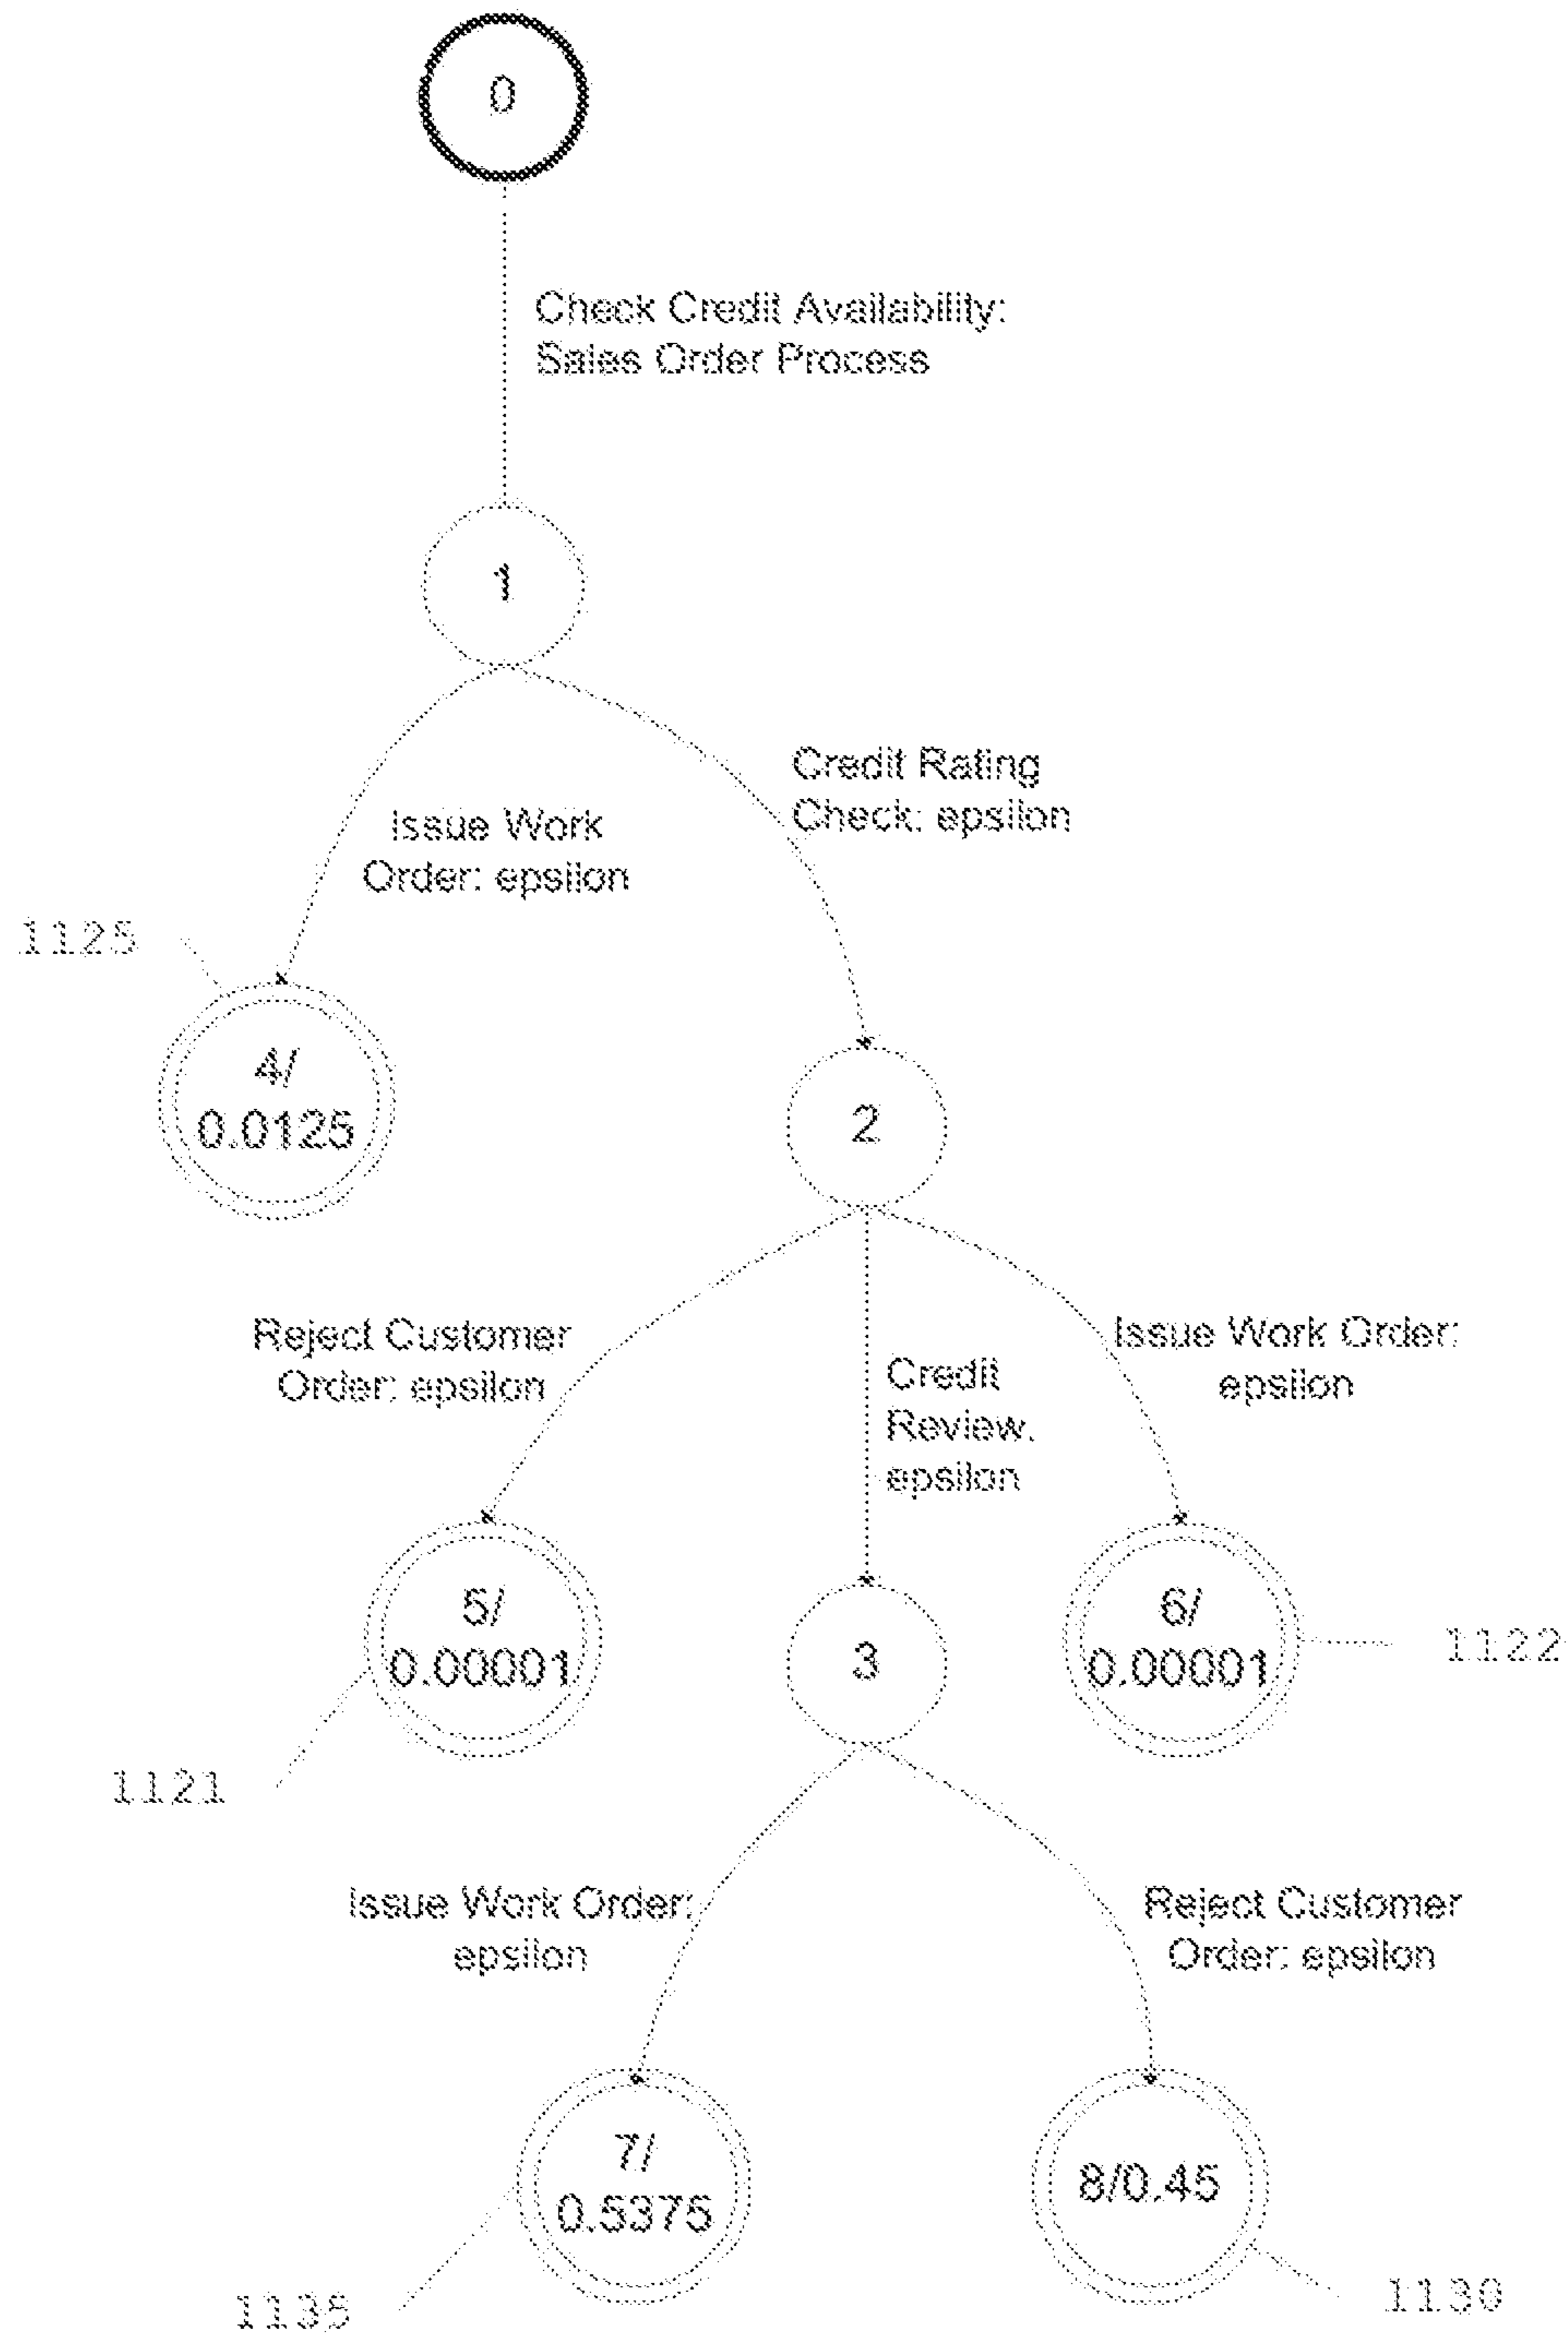 0
Check Credit Availability:
Sales Order Process
1
Credit Rating
Check: epsilon
Issue Work
Order: epsilon
1125
4/
0.0125
2
Reject Customer
Order: epsilon
Credit
Review.
epsilon
Issue Work Order:
epsilon
5/
0.00001
3
6/
0.00001
1122
1121
Issue Work Order:
epsilon
Reject Customer
Order: epsilon
7/
0.5375
8/0.45
1135
1130